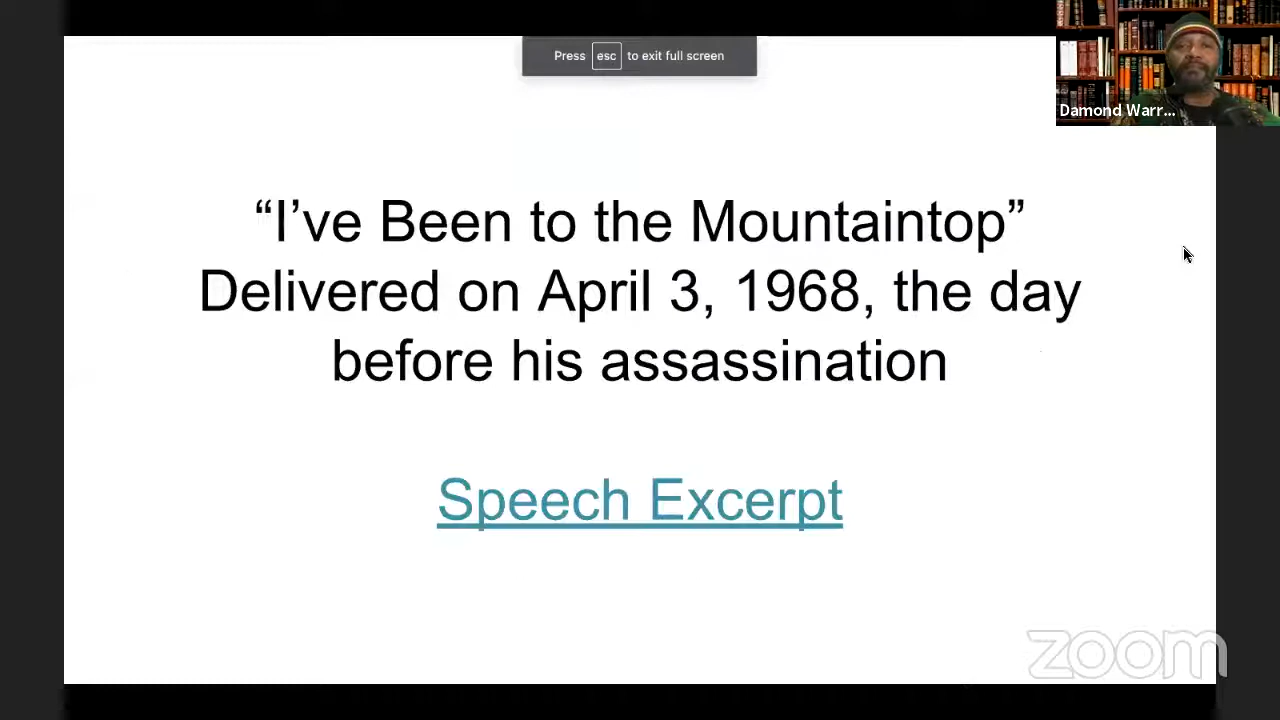 Press esc to exit full screen
Damond Warr...
“I’ve Been to the Mountaintop”
Delivered on April 3, 1968, the day
before his assassination
Speech Excerpt
zoom